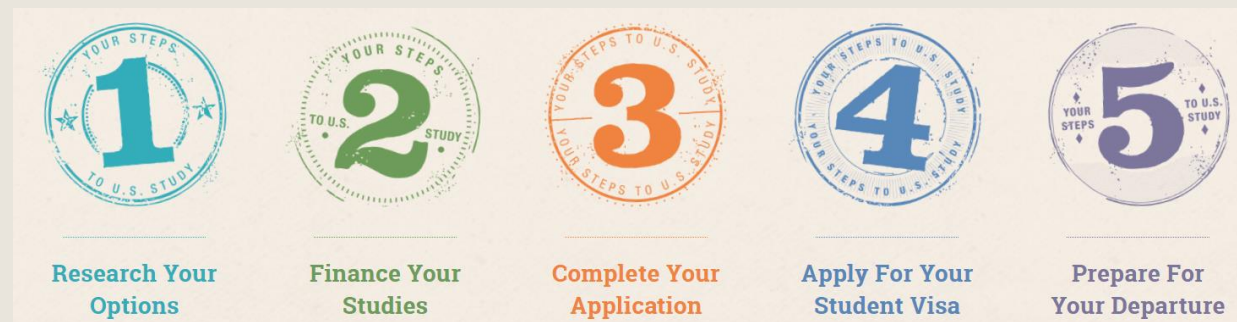 YOUR STEPS
1
TO U.S. STUDY
YOUR STEPS
2
TO U.S. STUDY
YOUR STEPS TO U.S. STUDY
3
YOUR STEPS TO U.S. STUDY
YOUR STEPS TO U.S. STUDY
4
YOUR STEPS TO U.S. STUDY
YOUR
STEPS
5
TO U.S.
STUDY
Research Your
Options
Finance Your
Studies
Complete Your
Application
Apply For Your
Student Visa
Prepare For
Your Departure